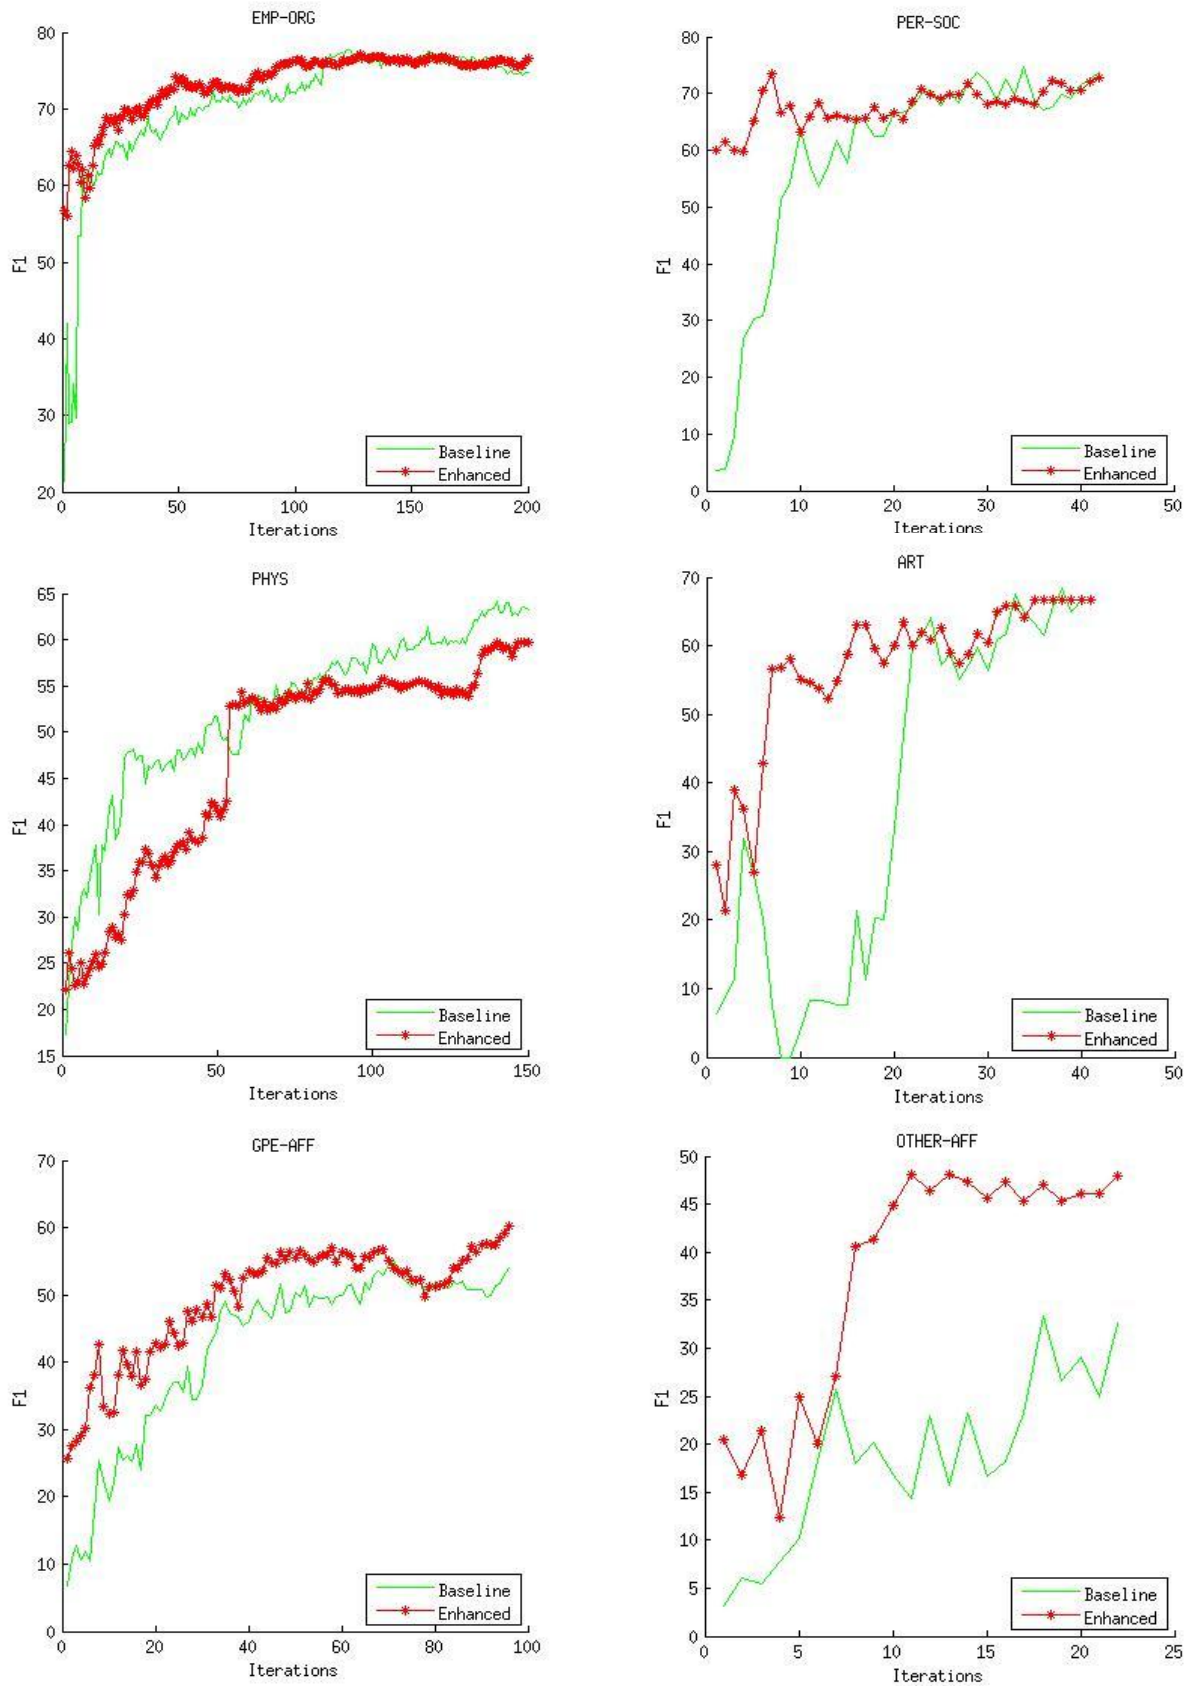 EMP-ORG
80
70
60
50
40
30
20
F1
0
50
100
150
200
Iterations
Baseline
Enhanced
PER-SOC
80
70
60
50
40
30
20
10
0
F1
0
10
20
30
40
50
Iterations
Baseline
Enhanced
PHYS
65
60
55
50
45
40
35
30
25
20
15
F1
0
50
100
150
Iterations
Baseline
Enhanced
ART
70
60
50
40
30
20
10
0
F1
0
10
20
30
40
50
Iterations
Baseline
Enhanced
GPE-AFF
70
60
50
40
30
20
10
0
F1
0
20
40
60
80
100
Iterations
Baseline
Enhanced
OTHER-AFF
50
45
40
35
30
25
20
15
10
5
0
F1
0
5
10
15
20
25
Iterations
Baseline
Enhanced